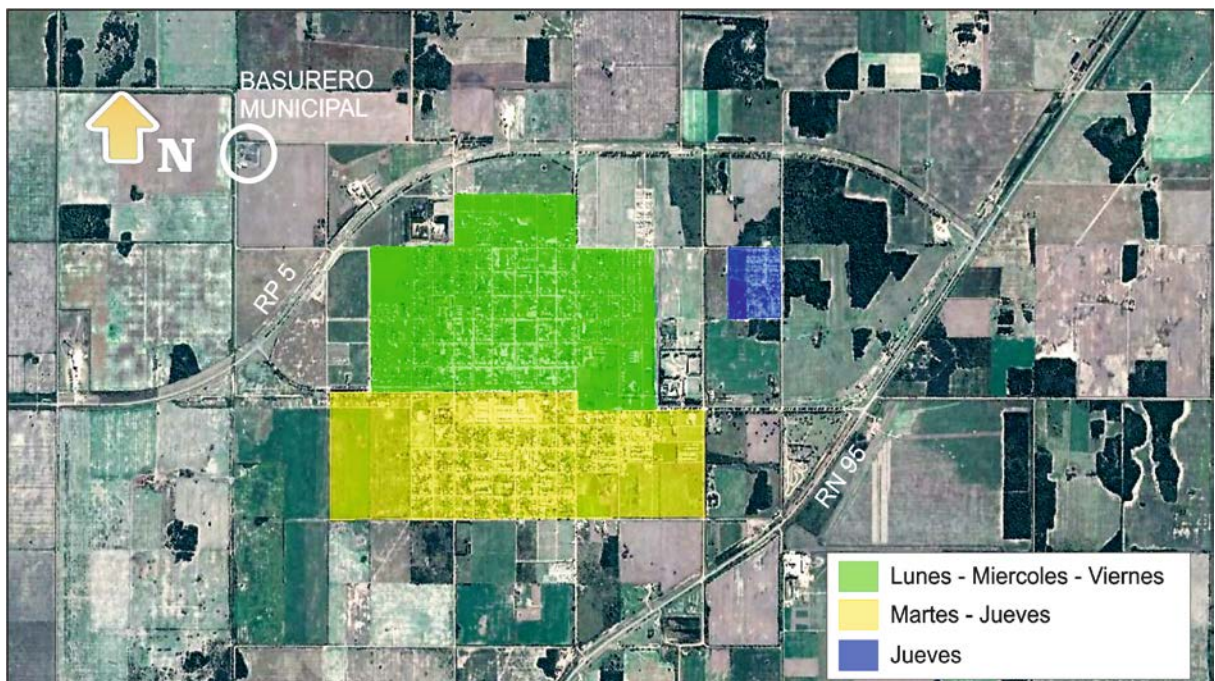 BASURERO
MUNICIPAL
N
RP 5
RN 95
Lunes - Miercoles - Viernes
Martes - Jueves
Jueves